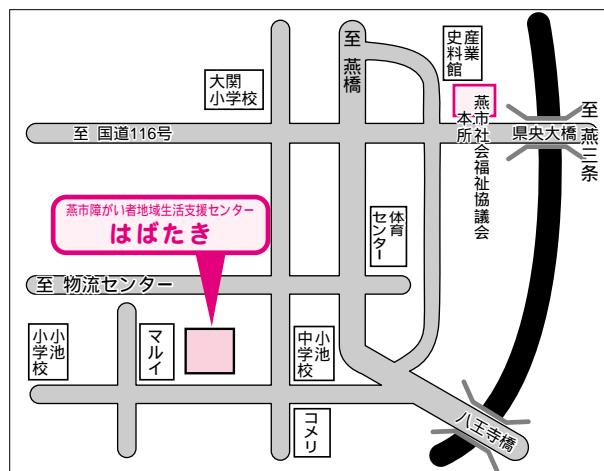 産業
史料館
至 燕橋
大関
小学校
至 燕三条
至 国道116号
県央大橋
燕市社会福祉協議会
本所
燕市障がい者地域生活支援センター
はばたき
体育
センター
至 物流センター
小池
小学校
マルイ
小池
中学校
コメリ
八王寺橋